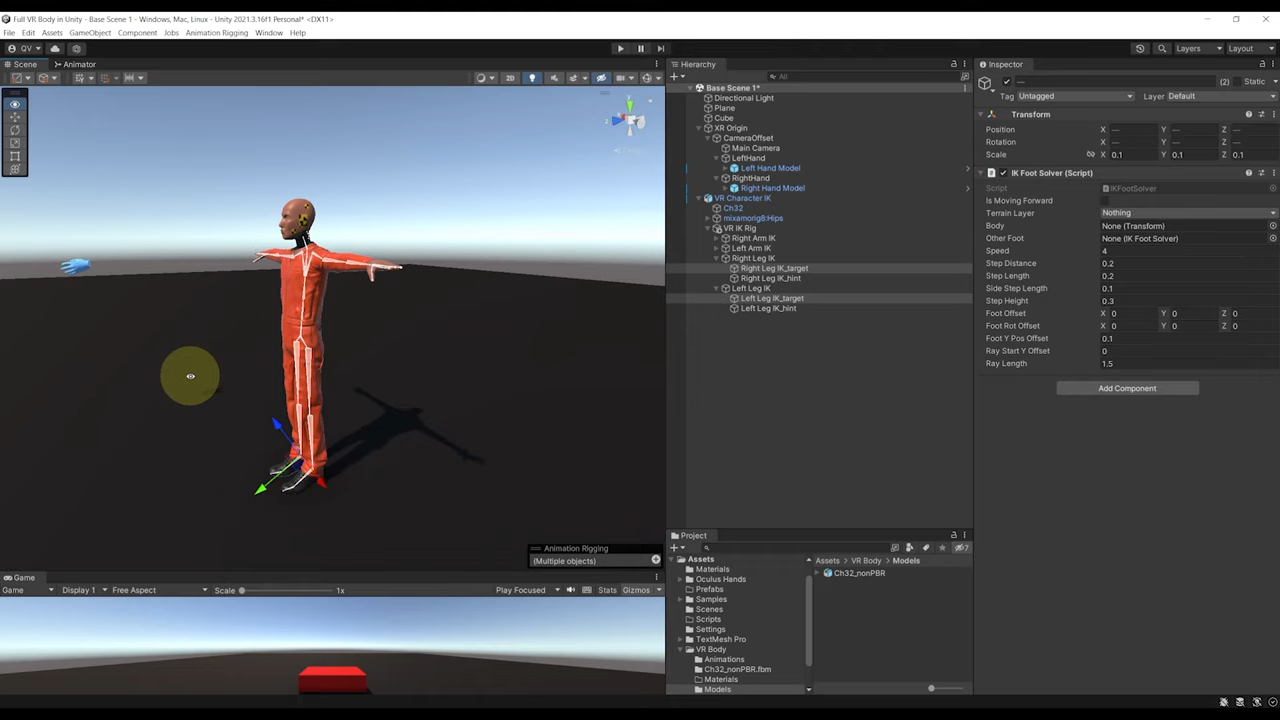 Full VR Body in Unity - Base Scene 1 - Windows, Mac, Linux - Unity 2021.3.16f1 Personal* <DX11>
File Edit Assets GameObject Component Jobs Animation Rigging Window Help
QV Layers Layout
Scene Animator
2D
Animation Rigging
(Multiple objects)
Game
Game Display 1 Free Aspect Scale 1x Play Focused Stats Gizmos
Hierarchy
All
Base Scene 1*
Directional Light
Plane
Cube
XR Origin
CameraOffset
Main Camera
LeftHand
Left Hand Model
RightHand
Right Hand Model
VR Character IK
Ch32
mixamorig8:Hips
VR IK Rig
Right Arm IK
Left Arm IK
Right Leg IK
Right Leg IK_target
Right Leg IK_hint
Left Leg IK
Left Leg IK_target
Left Leg IK_hint
Project
7
Assets
Materials
Oculus Hands
Prefabs
Samples
Scenes
Scripts
Settings
TextMesh Pro
VR Body
Animations
Ch32_nonPBR.fbm
Materials
Models
Assets > VR Body > Models
Ch32_nonPBR
Inspector
— (2) Static
Tag Untagged Layer Default
Transform
Position X — Y — Z —
Rotation X — Y — Z —
Scale X 0.1 Y 0.1 Z 0.1
IK Foot Solver (Script)
Script IKFootSolver
Is Moving Forward
Terrain Layer Nothing
Body None (Transform)
Other Foot None (IK Foot Solver)
Speed 4
Step Distance 0.2
Step Length 0.2
Side Step Length 0.1
Step Height 0.3
Foot Offset X 0 Y 0 Z 0
Foot Rot Offset X 0 Y 0 Z 0
Foot Y Pos Offset 0.1
Ray Start Y Offset 0
Ray Length 1.5
Add Component